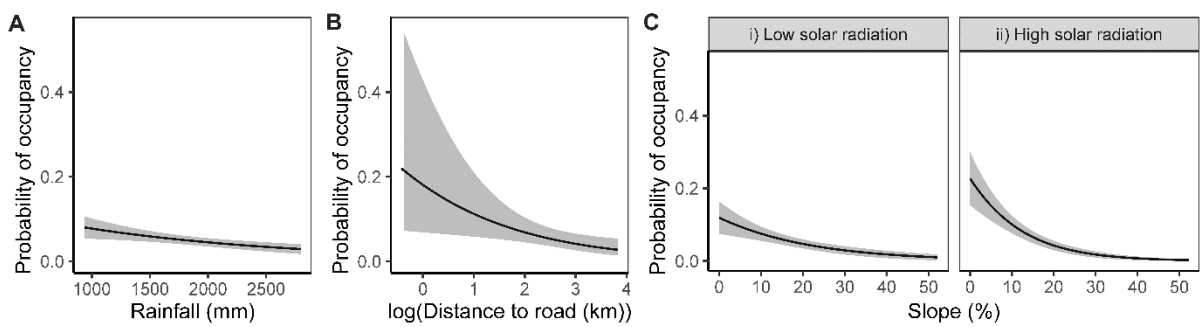 A
Probability of occupancy
0.4
0.2
0.0
1000 1500 2000 2500
Rainfall (mm)
B
Probability of occupancy
0.4
0.2
0.0
0 1 2 3 4
log(Distance to road (km))
C
i) Low solar radiation
ii) High solar radiation
Probability of occupancy
0.4
0.2
0.0
0 10 20 30 40 50
0 10 20 30 40 50
Slope (%)